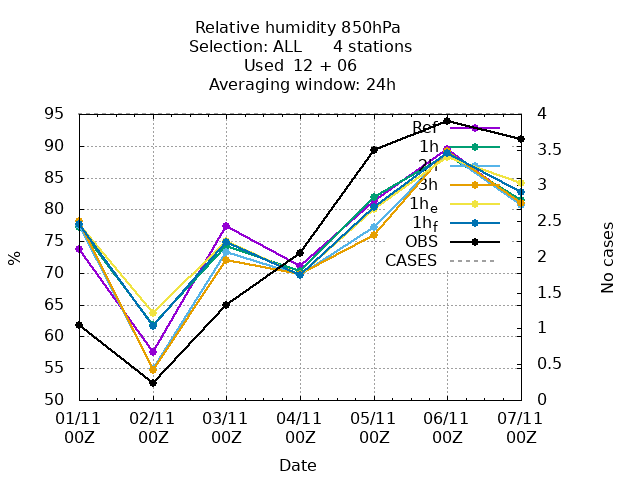 Relative humidity 850hPa
Selection: ALL      4 stations
Used  12 + 06
Averaging window: 24h
95
90
85
80
75
70
65
60
55
50
4
3.5
3
2.5
2
1.5
1
0.5
0
%
No cases
Ref
1h
2h
3h
1h_e
1h_f
OBS
CASES
01/11 02/11 03/11 04/11 05/11 06/11 07/11
00Z 00Z 00Z 00Z 00Z 00Z 00Z
Date